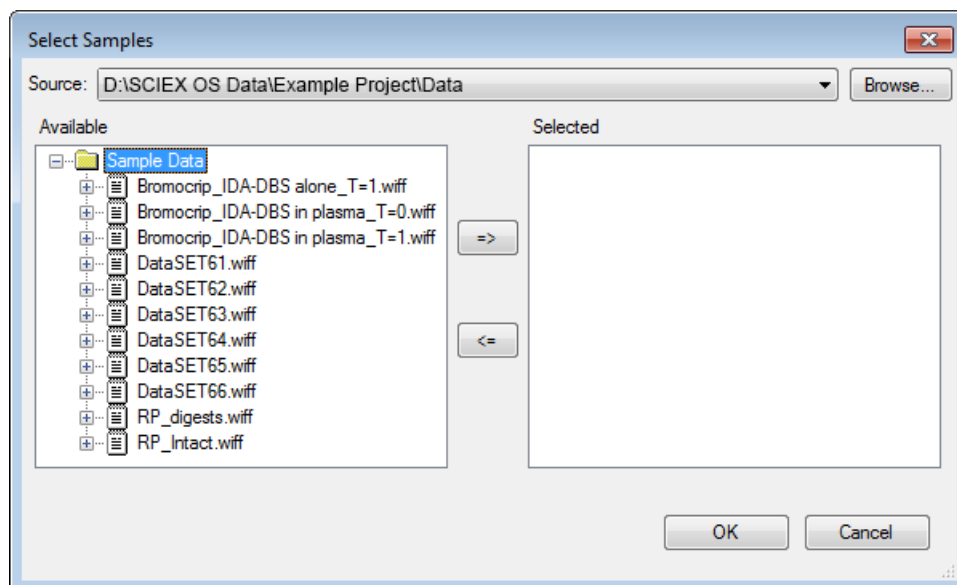 Select Samples
Source: D:\SCIEX OS Data\Example Project\Data Browse...
Available Selected
Sample Data
Bromocrip_IDA-DBS alone_T=1.wiff
Bromocrip_IDA-DBS in plasma_T=0.wiff
Bromocrip_IDA-DBS in plasma_T=1.wiff
=>
DataSET61.wiff
DataSET62.wiff
DataSET63.wiff
DataSET64.wiff
<=
DataSET65.wiff
DataSET66.wiff
RP_digests.wiff
RP_Intact.wiff
OK Cancel